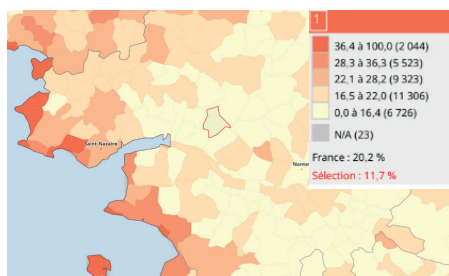 1
36,4 à 100,0 (2 044)
28,3 à 36,3 (5 523)
22,1 à 28,2 (9 323)
16,5 à 22,0 (11 306)
0,0 à 16,4 (6 726)
N/A (23)
France : 20,2 %
Sélection : 11,7 %
Saint-Nazaire
Nantes